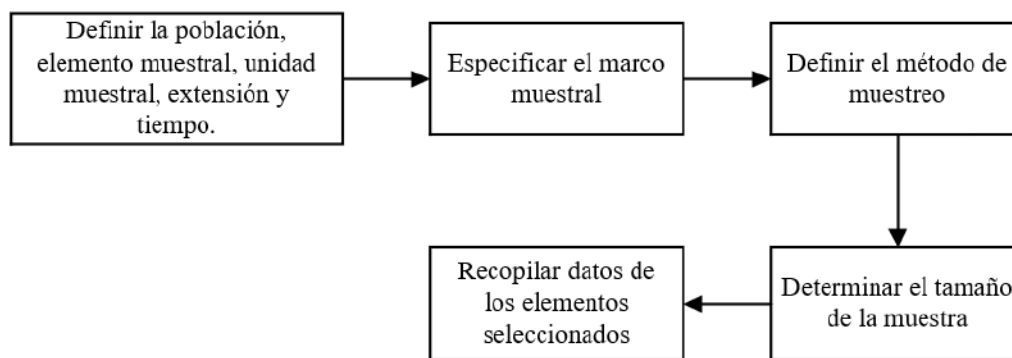 Definir la población,
elemento muestral, unidad
muestral, extensión y
tiempo.
Especificar el marco
muestral
Definir el método de
muestreo
Determinar el tamaño
de la muestra
Recopilar datos de
los elementos
seleccionados